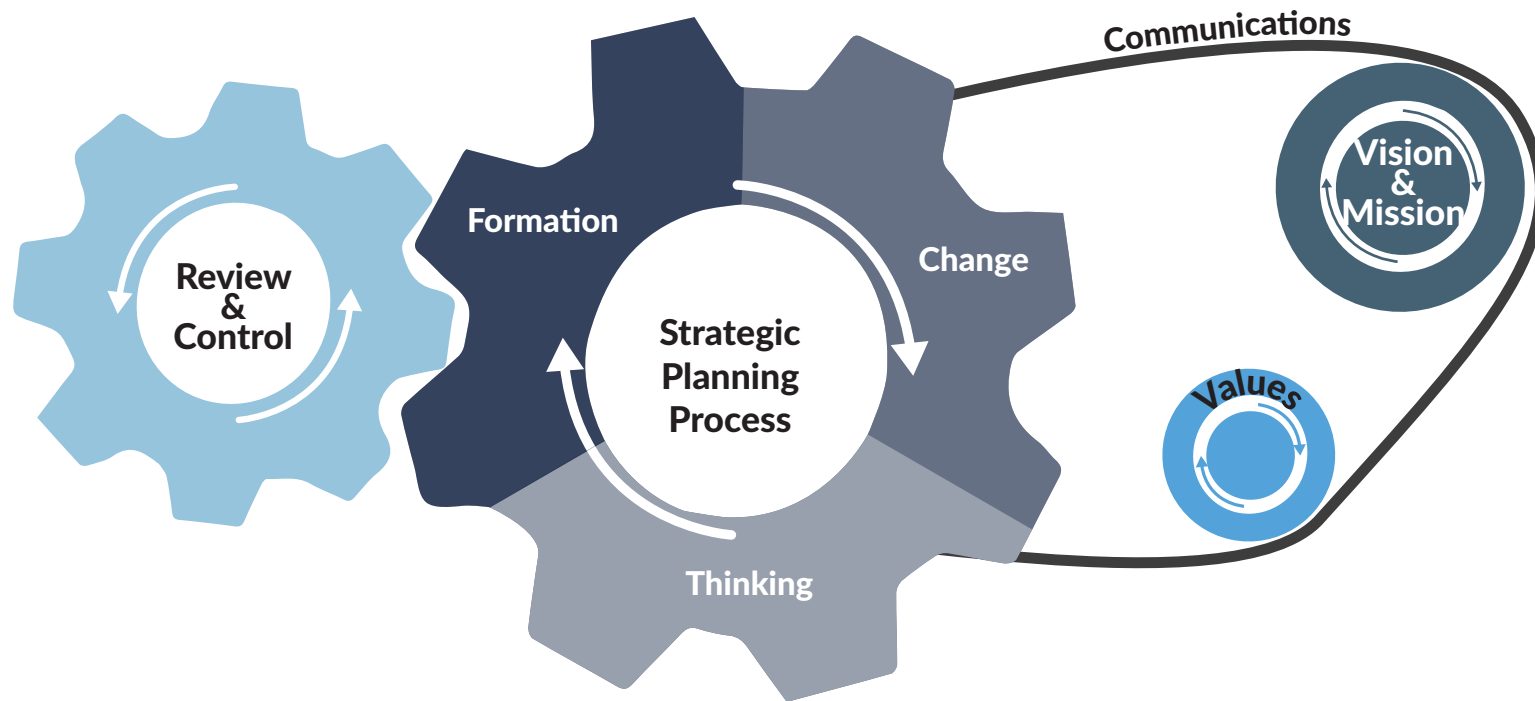 Communications
Vision
&
Mission
Formation
Change
Review
&
Control
Strategic
Planning
Process
Values
Thinking